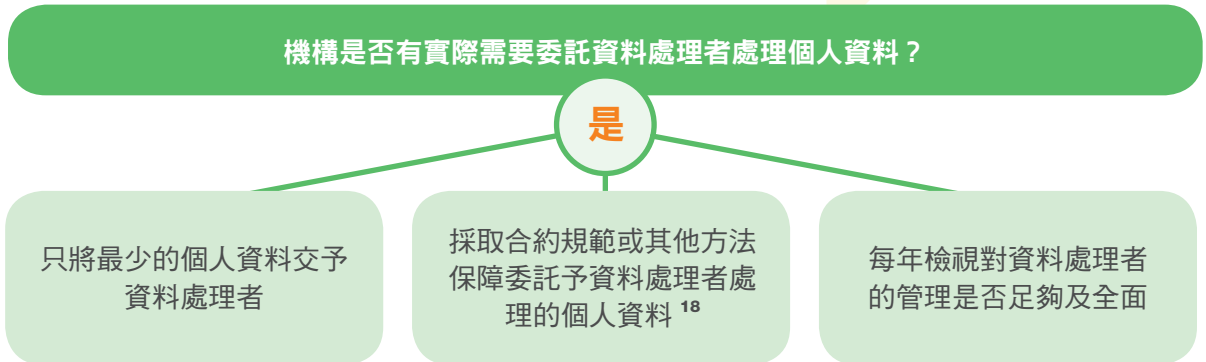 機構是否有實際需要委託資料處理者處理個人資料？
是
只將最少的個人資料交予
資料處理者
採取合約規範或其他方法
保障委託予資料處理者處
理的個人資料 18
每年檢視對資料處理者
的管理是否足夠及全面